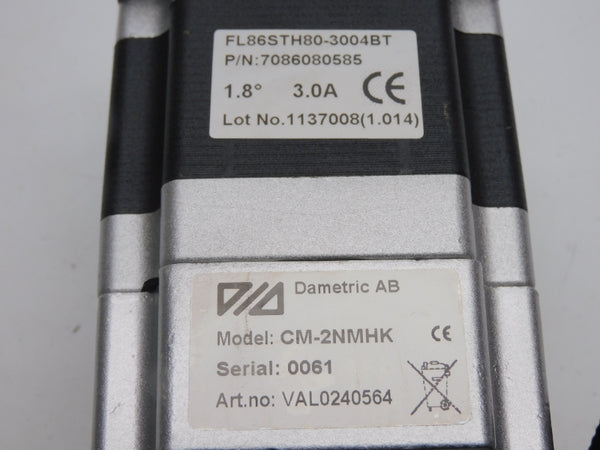 FL86STH80-3004BT
P/N:7086080585
1.8° 3.0A CE
Lot No.1137008(1.014)
Dametric AB
Model: CM-2NMHK CE
Serial: 0061
Art.no: VAL0240564